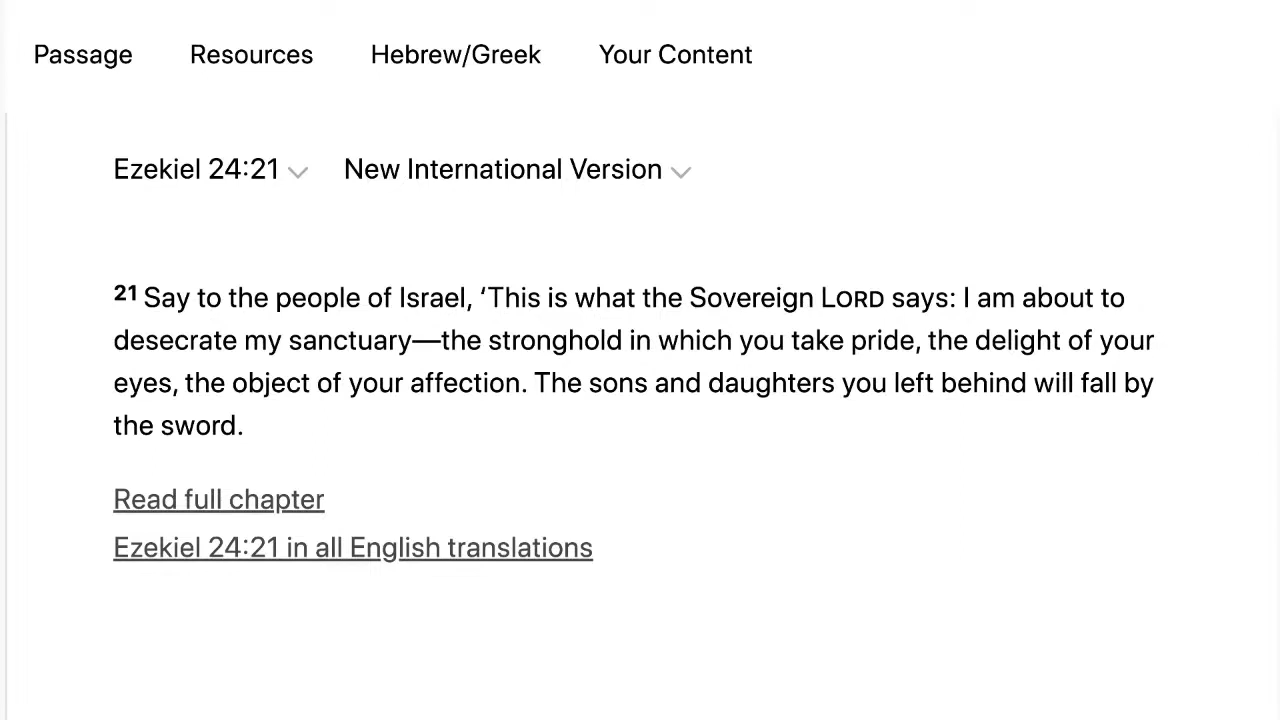 Passage Resources Hebrew/Greek Your Content
Ezekiel 24:21 New International Version
21 Say to the people of Israel, ‘This is what the Sovereign LORD says: I am about to
desecrate my sanctuary—the stronghold in which you take pride, the delight of your
eyes, the object of your affection. The sons and daughters you left behind will fall by
the sword.
Read full chapter
Ezekiel 24:21 in all English translations